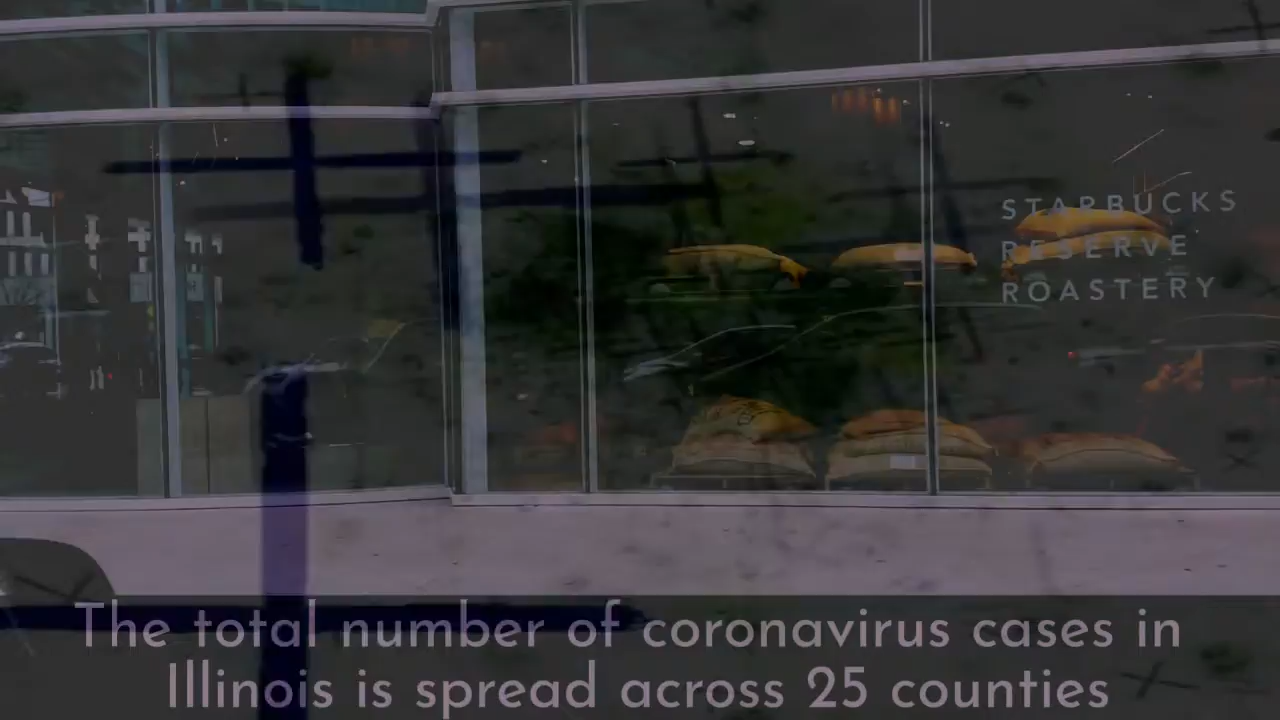 STARBUCKS
RESERVE
ROASTERY
The total number of coronavirus cases in
Illinois is spread across 25 counties